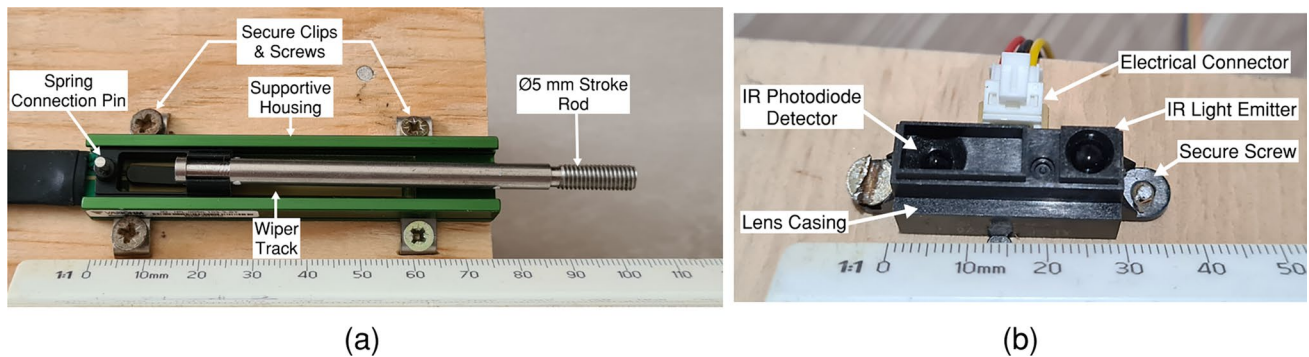 Secure Clips
& Screws
Spring
Connection Pin
Supportive
Housing
Ø5 mm Stroke
Rod
Wiper
Track
1:1 0 10mm 20 30 40 50 60 70 80 90 100 110
(a)
Electrical Connector
IR Photodiode
Detector
IR Light Emitter
Secure Screw
Lens Casing
1:1 0 10mm 20 30 40 50
(b)